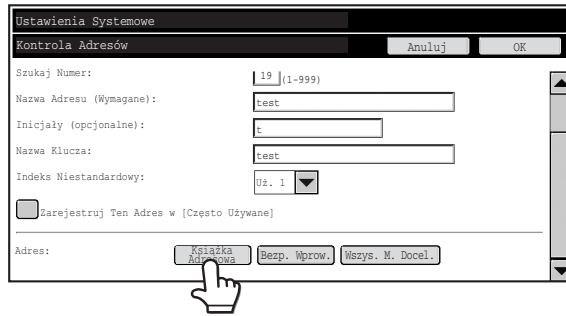 Ustawienia Systemowe
Kontrola Adresów Anuluj OK
Szukaj Numer: 19 (1-999)
Nazwa Adresu (Wymagane): test
Inicjały (opcjonalne): t
Nazwa Klucza: test
Indeks Niestandardowy: Uż. 1
Zarejestruj Ten Adres w [Często Używane]
Adres: Książka Adresowa Bezp. Wprow. Wszys. M. Docel.